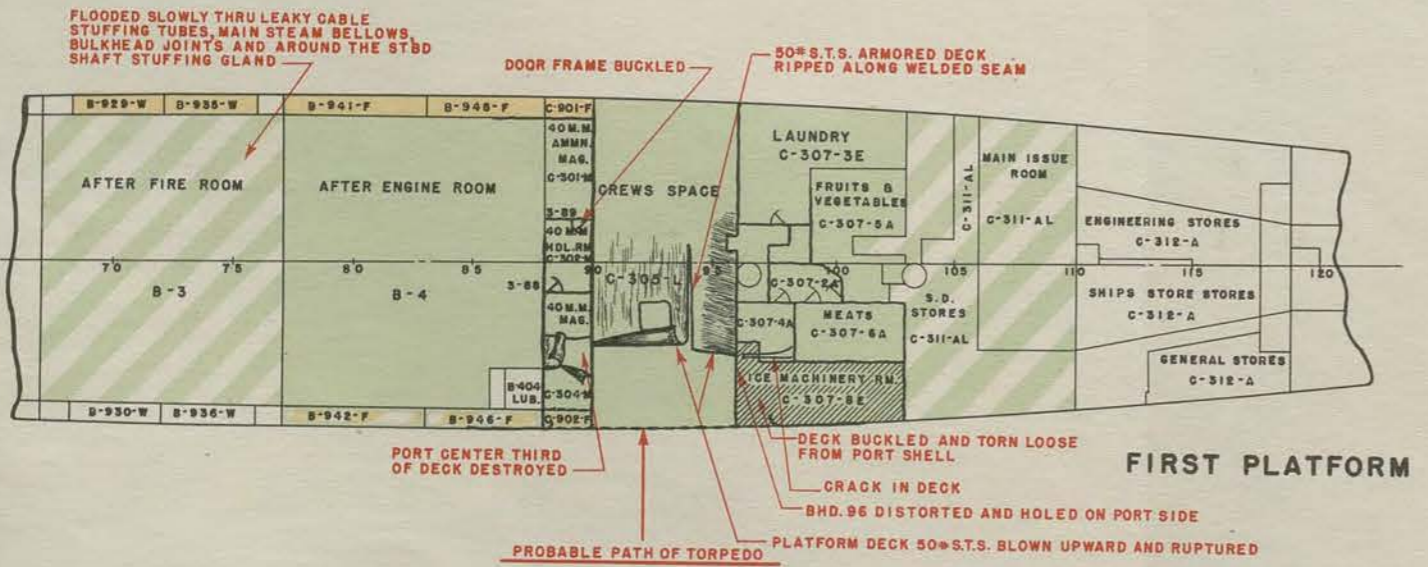 FLOODED SLOWLY THRU LEAKY CABLE
STUFFING TUBES, MAIN STEAM BELLOWS,
BULKHEAD JOINTS AND AROUND THE STBD
SHAFT STUFFING GLAND
DOOR FRAME BUCKLED
50# S.T.S. ARMORED DECK
RIPPED ALONG WELDED SEAM
B-929-W
B-935-W
B-941-F
B-945-F
C-901-F
40 M.M.
AMMN.
MAG.
C-301-M
3-89
40 M.M.
HDL. RM.
C-302-M
3-88
40 M.M.
MAG.
C-304-M
C-902-F
AFTER FIRE ROOM
B-3
AFTER ENGINE ROOM
B-4
B-404
LUB.
CREWS SPACE
C-305-L
LAUNDRY
C-307-3E
FRUITS &
VEGETABLES
C-307-5A
C-307-2A
C-307-4A
MEATS
C-307-6A
ICE MACHINERY RM.
C-307-8E
C-311-AL
S.D.
STORES
C-311-AL
MAIN ISSUE
ROOM
C-311-AL
ENGINEERING STORES
C-312-A
SHIPS STORE STORES
C-312-A
GENERAL STORES
C-312-A
70 75 80 85 90 95 100 105 110 115 120
B-930-W
B-936-W
B-942-F
B-946-F
PORT CENTER THIRD
OF DECK DESTROYED
DECK BUCKLED AND TORN LOOSE
FROM PORT SHELL
CRACK IN DECK
BHD. 96 DISTORTED AND HOLED ON PORT SIDE
PLATFORM DECK 50# S.T.S. BLOWN UPWARD AND RUPTURED
PROBABLE PATH OF TORPEDO
FIRST PLATFORM